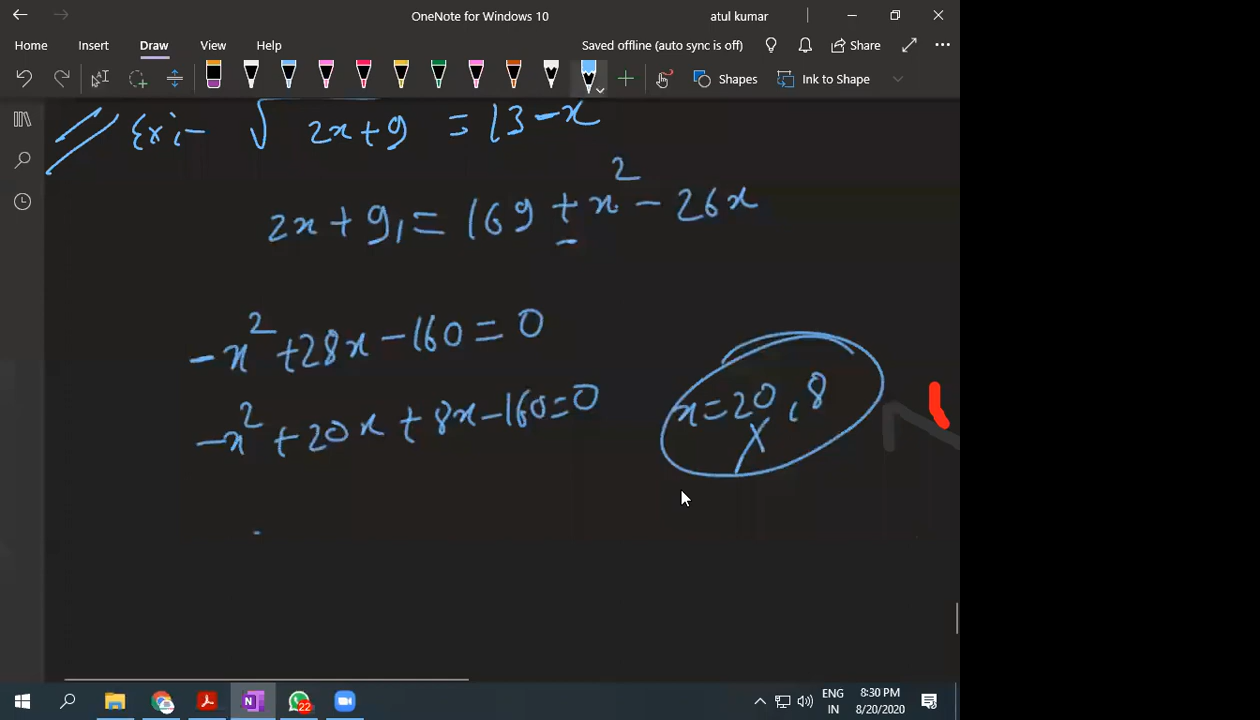 OneNote for Windows 10
atul kumar
Home Insert Draw View Help
Saved offline (auto sync is off)
Share
Shapes
Ink to Shape
Ex:- √2x+9 = 13-x
2x+9, = 169 + x² - 26x
-x² +28x -160 = 0
-x² + 20x + 8x - 160 = 0
x = 20, 8
X
22
ENG
IN
8:30 PM
8/20/2020